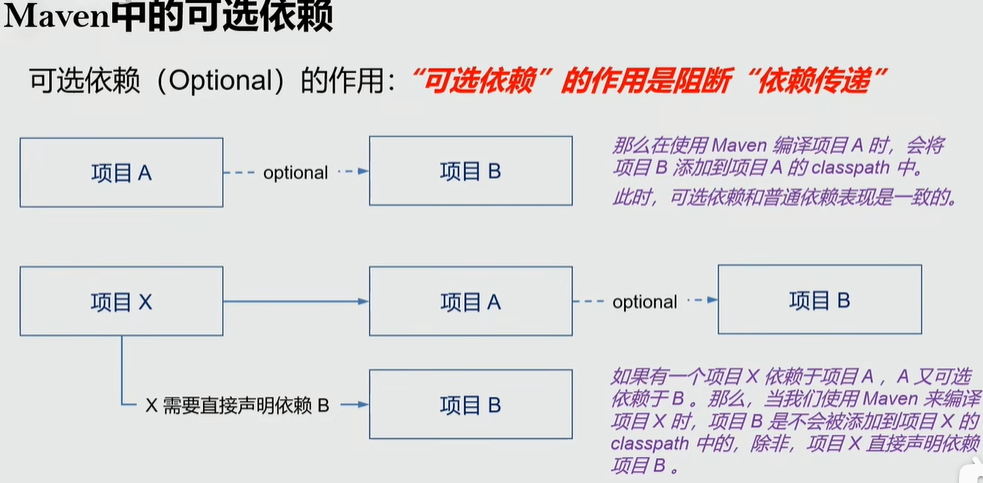 Maven中的可选依赖
可选依赖（Optional）的作用：“可选依赖”的作用是阻断“依赖传递”
项目 A
optional
项目 B
那么在使用 Maven 编译项目 A 时，会将
项目 B 添加到项目 A 的 classpath 中。
此时，可选依赖和普通依赖表现是一致的。
项目 X
项目 A
optional
项目 B
X 需要直接声明依赖 B
项目 B
如果有一个项目 X 依赖于项目 A ，A 又可选
依赖于 B 。那么，当我们使用 Maven 来编译
项目 X 时，项目 B 是不会被添加到项目 X 的
classpath 中的，除非，项目 X 直接声明依赖
项目 B 。